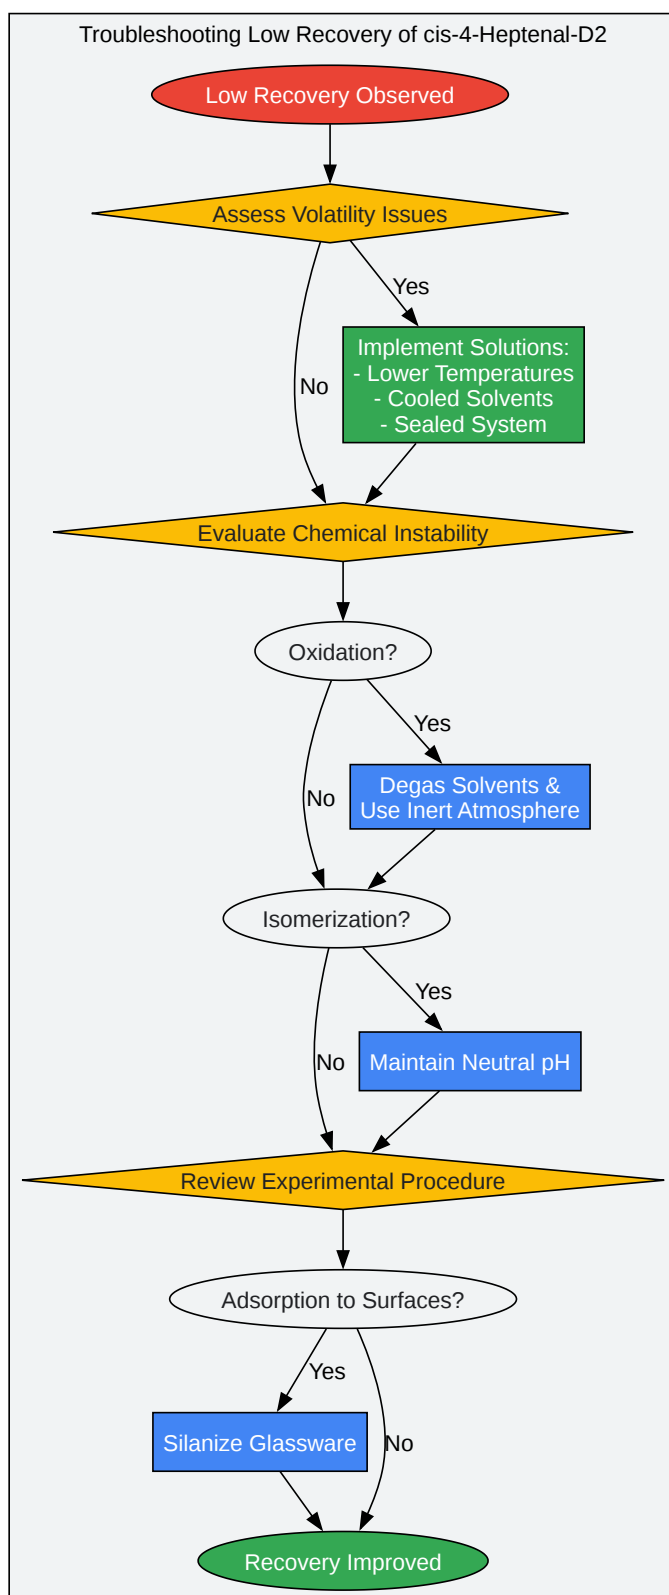 Troubleshooting Low Recovery of cis-4-Heptenal-D2
Low Recovery Observed
Assess Volatility Issues
Yes
Implement Solutions:
- Lower Temperatures
- Cooled Solvents
- Sealed System
No
Evaluate Chemical Instability
Oxidation?
Yes
Degas Solvents &
Use Inert Atmosphere
No
Isomerization?
Yes
Maintain Neutral pH
No
Review Experimental Procedure
Adsorption to Surfaces?
Yes
Silanize Glassware
No
Recovery Improved